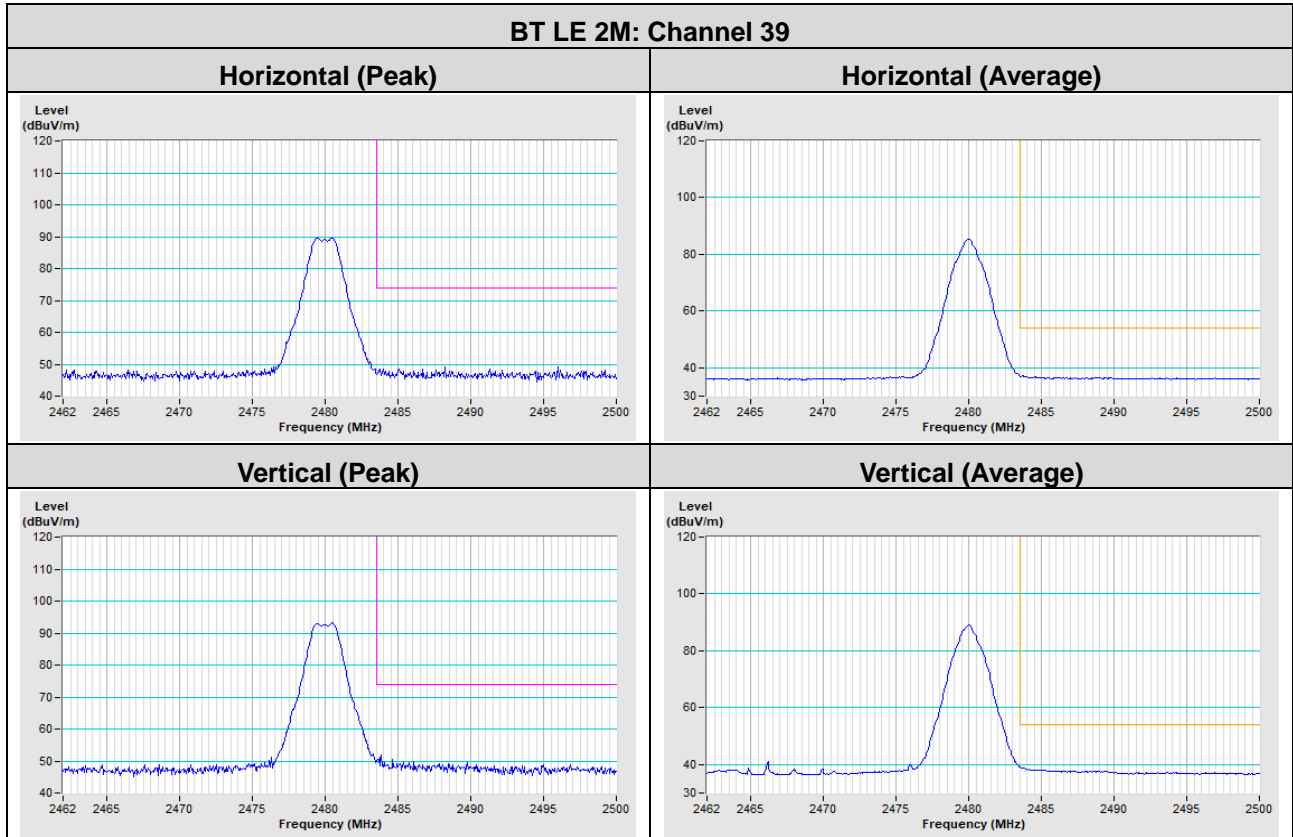 BT LE 2M: Channel 39
Horizontal (Peak)
Horizontal (Average)
Level
(dBuV/m)
120
110
100
90
80
70
60
50
40
2462 2465 2470 2475 2480 2485 2490 2495 2500
Frequency (MHz)
Level
(dBuV/m)
120
100
80
60
40
30
2462 2465 2470 2475 2480 2485 2490 2495 2500
Frequency (MHz)
Vertical (Peak)
Vertical (Average)
Level
(dBuV/m)
120
110
100
90
80
70
60
50
40
2462 2465 2470 2475 2480 2485 2490 2495 2500
Frequency (MHz)
Level
(dBuV/m)
120
100
80
60
40
30
2462 2465 2470 2475 2480 2485 2490 2495 2500
Frequency (MHz)